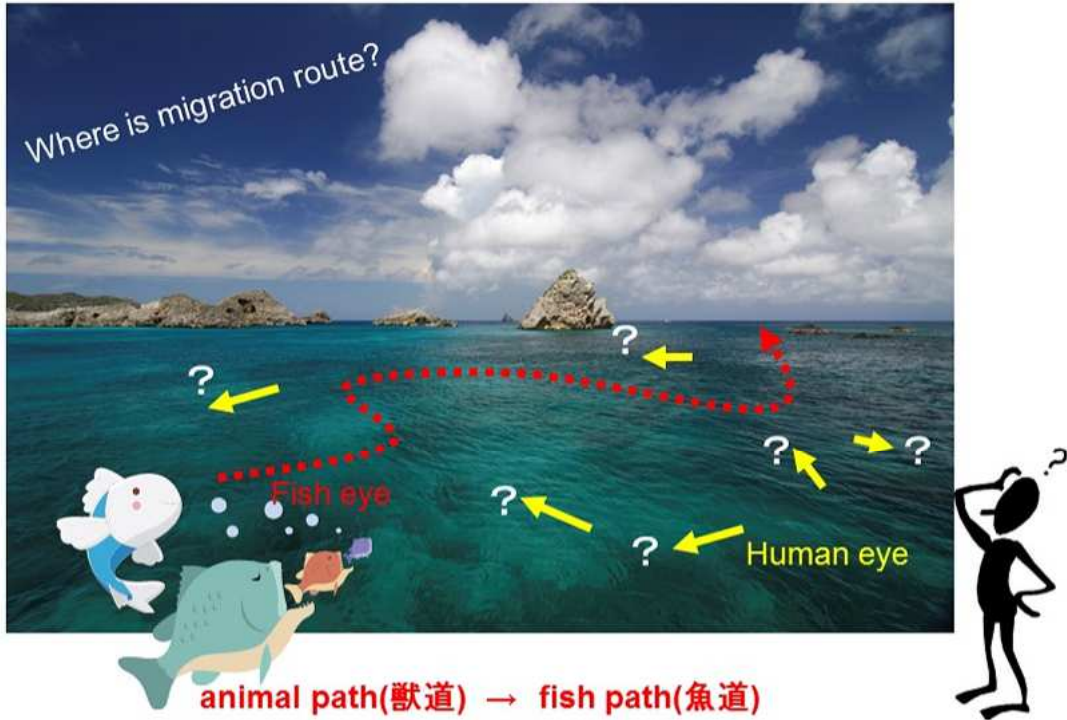 Where is migration route?
?
?
?
?
?
?
?
Fish eye
Human eye
animal path(獣道) → fish path(魚道)